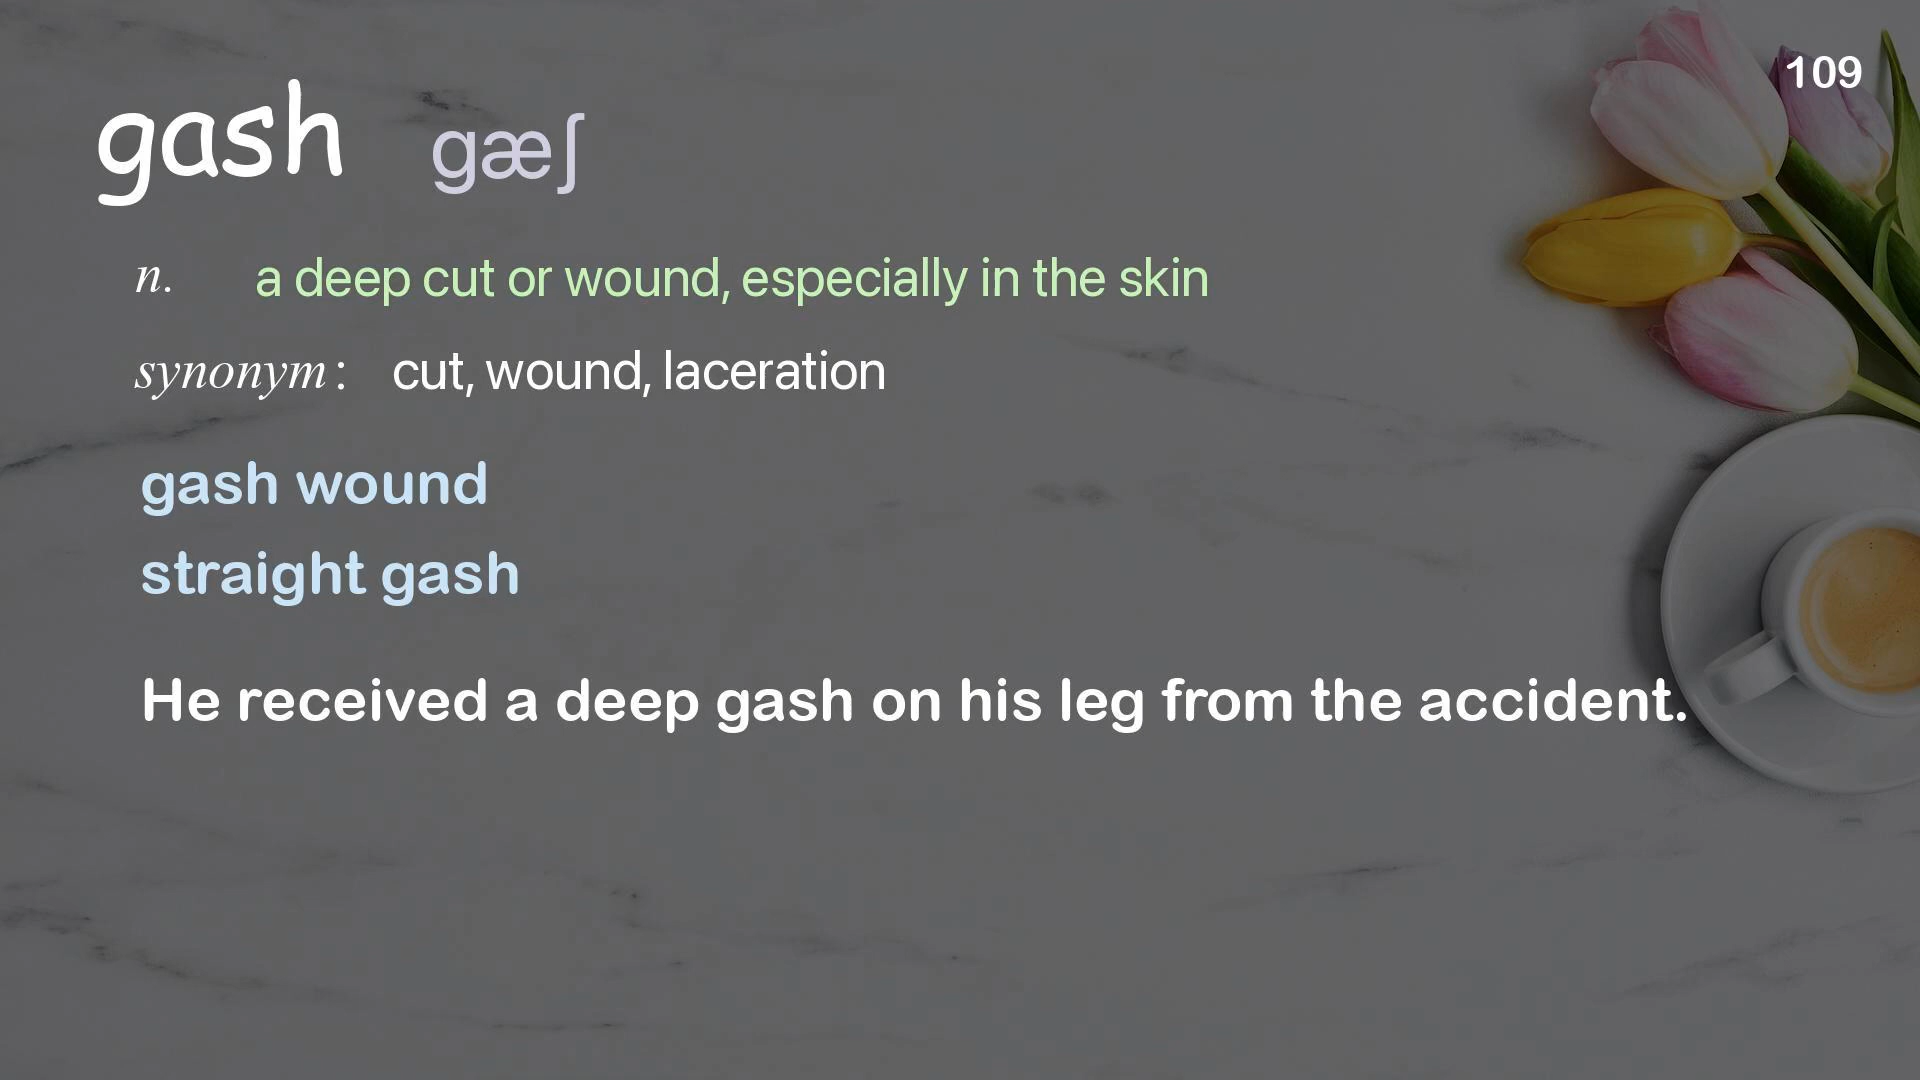 109
gash gæʃ
n. a deep cut or wound, especially in the skin
synonym: cut, wound, laceration
gash wound
straight gash
He received a deep gash on his leg from the accident.